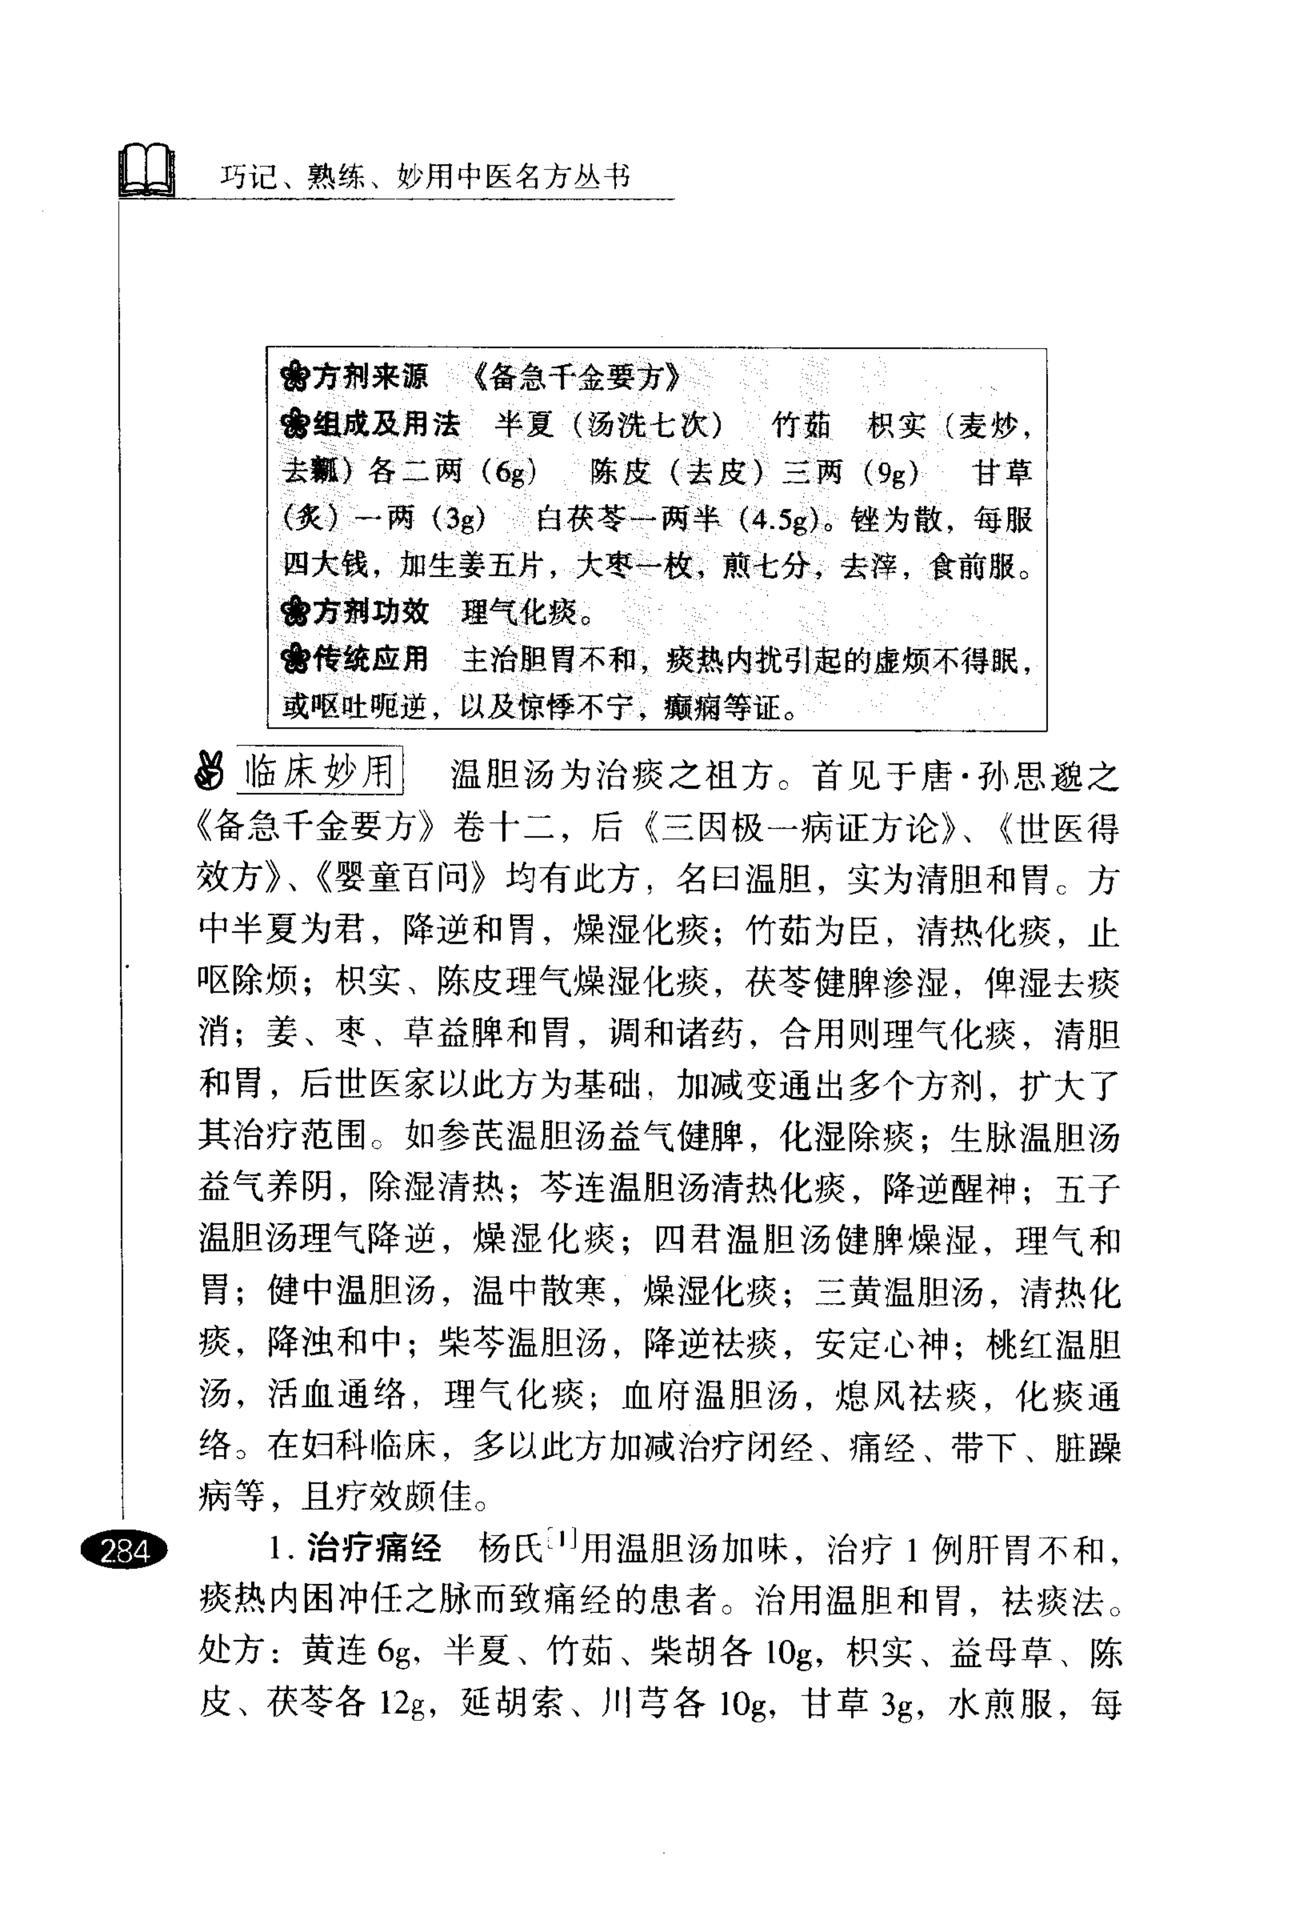 巧记、熟练、妙用中医名方丛书
方剂来源 《备急千金要方》
组成及用法 半夏（汤洗七次） 竹茹 枳实（麦炒，
去瓤）各二两（6g） 陈皮（去皮）三两（9g） 甘草
（炙）一两（3g） 白茯苓一两半（4.5g）。锉为散，每服
四大钱，加生姜五片，大枣一枚，煎七分，去滓，食前服。
方剂功效 理气化痰。
传统应用 主治胆胃不和，痰热内扰引起的虚烦不得眠，
或呕吐呃逆，以及惊悸不宁，癫痫等证。
临床妙用 温胆汤为治痰之祖方。首见于唐·孙思邈之
《备急千金要方》卷十二，后《三因极一病证方论》、《世医得
效方》、《婴童百问》均有此方，名曰温胆，实为清胆和胃。方
中半夏为君，降逆和胃，燥湿化痰；竹茹为臣，清热化痰，止
呕除烦；枳实、陈皮理气燥湿化痰，茯苓健脾渗湿，俾湿去痰
消；姜、枣、草益脾和胃，调和诸药，合用则理气化痰，清胆
和胃，后世医家以此方为基础，加减变通出多个方剂，扩大了
其治疗范围。如参芪温胆汤益气健脾，化湿除痰；生脉温胆汤
益气养阴，除湿清热；芩连温胆汤清热化痰，降逆醒神；五子
温胆汤理气降逆，燥湿化痰；四君温胆汤健脾燥湿，理气和
胃；健中温胆汤，温中散寒，燥湿化痰；三黄温胆汤，清热化
痰，降浊和中；柴芩温胆汤，降逆祛痰，安定心神；桃红温胆
汤，活血通络，理气化痰；血府温胆汤，熄风祛痰，化痰通
络。在妇科临床，多以此方加减治疗闭经、痛经、带下、脏躁
病等，且疗效颇佳。
1. 治疗痛经 杨氏[1]用温胆汤加味，治疗1例肝胃不和，
痰热内困冲任之脉而致痛经的患者。治用温胆和胃，祛痰法。
处方：黄连6g，半夏、竹茹、柴胡各10g，枳实、益母草、陈
皮、茯苓各12g，延胡索、川芎各10g，甘草3g，水煎服，每
284